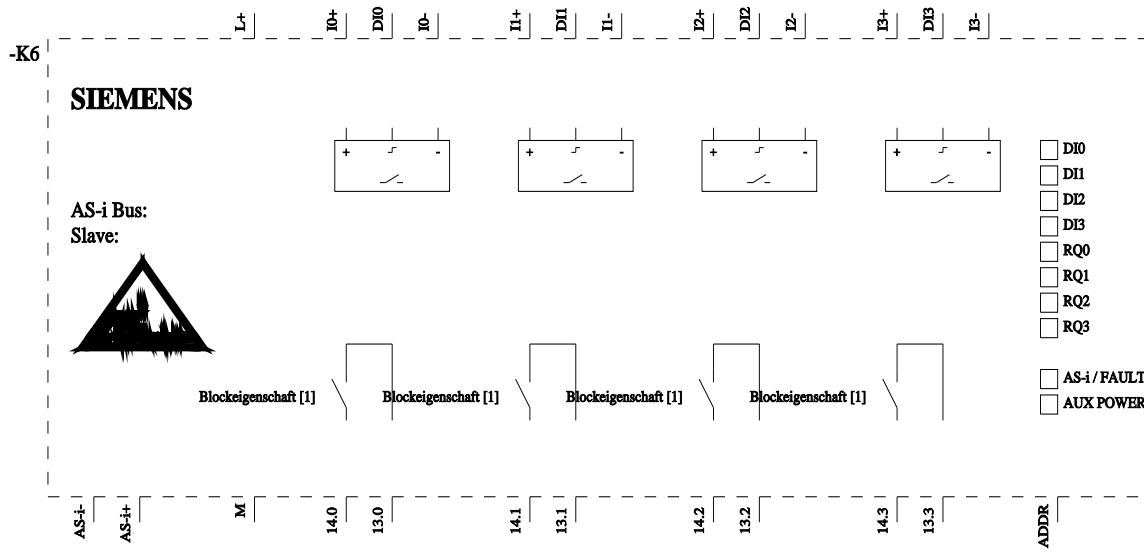 L+ I0+ DI0 I0- I1+ DI1 I1- I2+ DI2 I2- I3+ DI3 I3-
-K6
SIEMENS
+ - + - + - + -
DI0
DI1
DI2
DI3
RQ0
RQ1
RQ2
RQ3
AS-i Bus:
Slave:
AS-i / FAULT
AUX POWER
Blockeigenschaft [1] Blockeigenschaft [1] Blockeigenschaft [1] Blockeigenschaft [1]
AS-i- AS-i+ M 14.0 13.0 14.1 13.1 14.2 13.2 14.3 13.3 ADDR